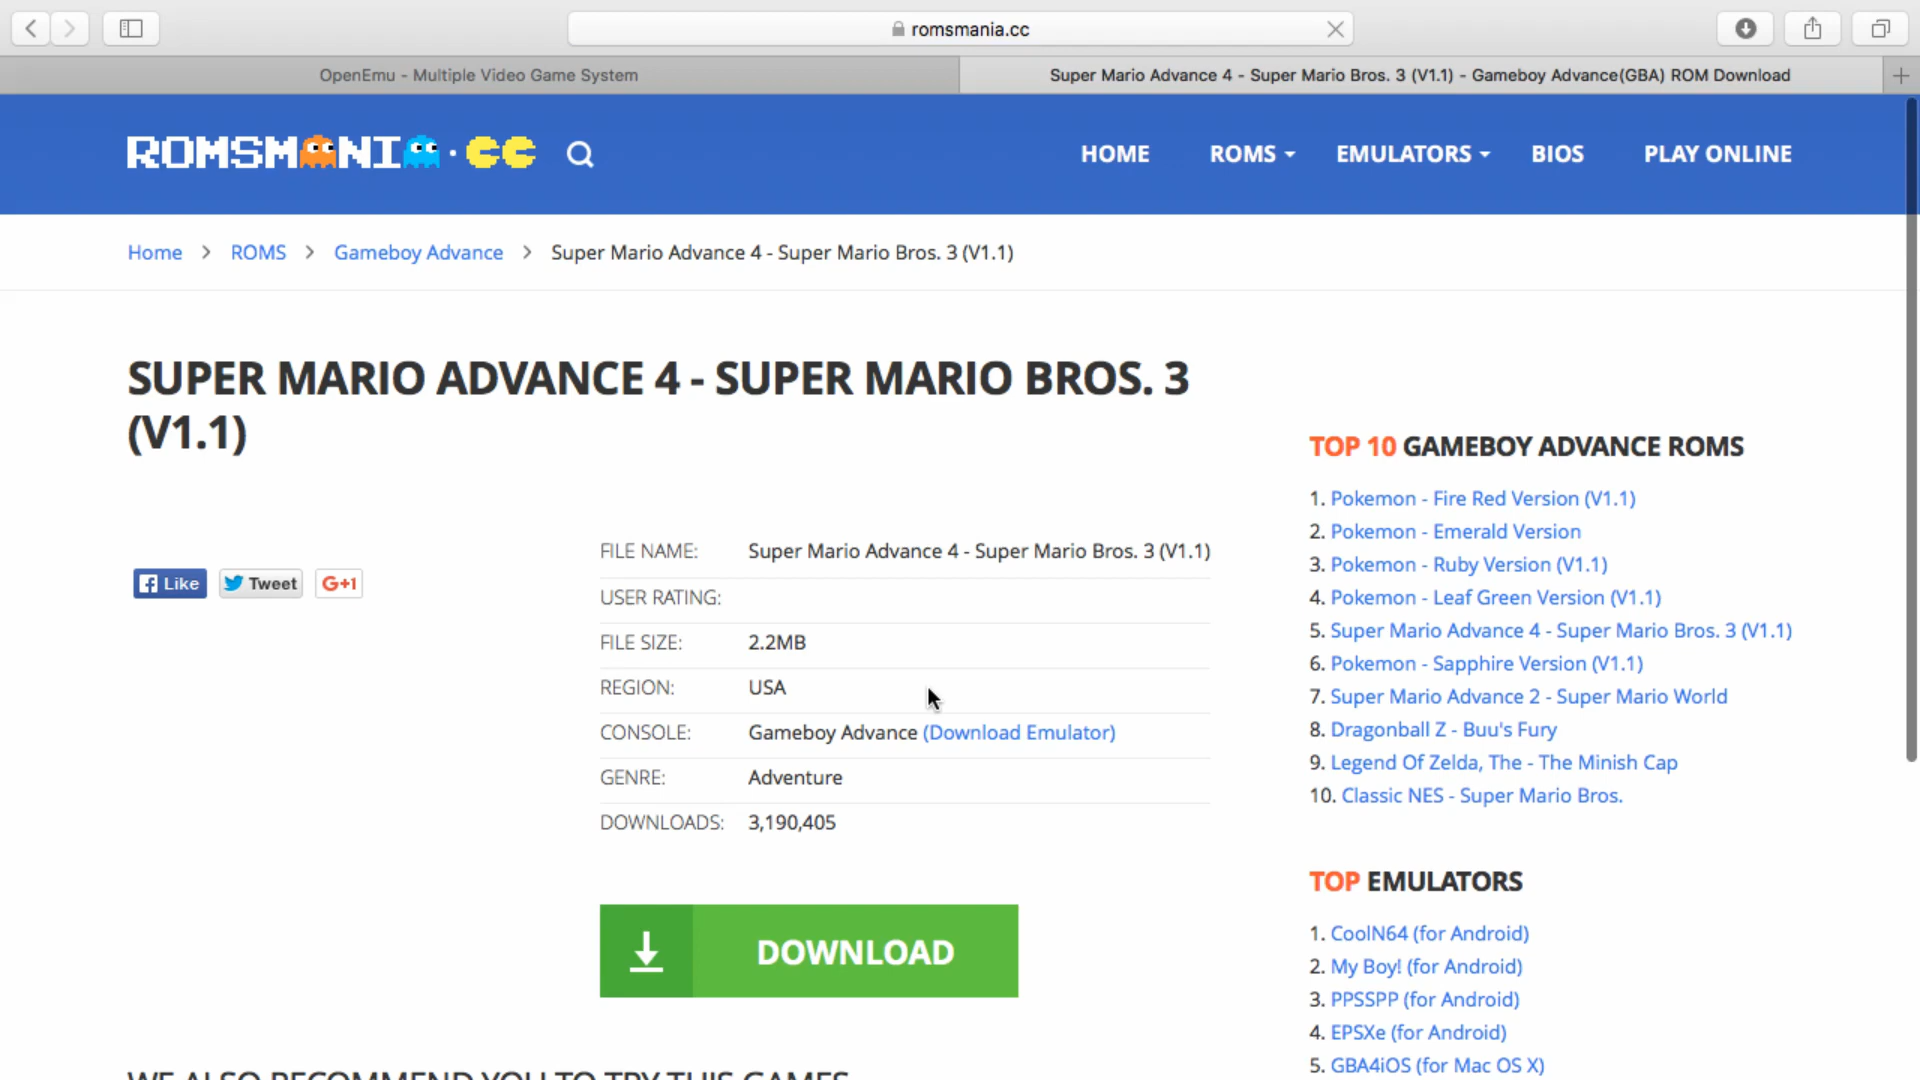 romsmania.cc
OpenEmu - Multiple Video Game System
Super Mario Advance 4 - Super Mario Bros. 3 (V1.1) - Gameboy Advance(GBA) ROM Download
ROMSMANIA.CC
HOME ROMS EMULATORS BIOS PLAY ONLINE
Home > ROMS > Gameboy Advance > Super Mario Advance 4 - Super Mario Bros. 3 (V1.1)
SUPER MARIO ADVANCE 4 - SUPER MARIO BROS. 3
(V1.1)
Like Tweet G+1
FILE NAME: Super Mario Advance 4 - Super Mario Bros. 3 (V1.1)
USER RATING:
FILE SIZE: 2.2MB
REGION: USA
CONSOLE: Gameboy Advance (Download Emulator)
GENRE: Adventure
DOWNLOADS: 3,190,405
DOWNLOAD
WE ALSO RECOMMEND YOU TO TRY THIS GAMES
TOP 10 GAMEBOY ADVANCE ROMS
1. Pokemon - Fire Red Version (V1.1)
2. Pokemon - Emerald Version
3. Pokemon - Ruby Version (V1.1)
4. Pokemon - Leaf Green Version (V1.1)
5. Super Mario Advance 4 - Super Mario Bros. 3 (V1.1)
6. Pokemon - Sapphire Version (V1.1)
7. Super Mario Advance 2 - Super Mario World
8. Dragonball Z - Buu's Fury
9. Legend Of Zelda, The - The Minish Cap
10. Classic NES - Super Mario Bros.
TOP EMULATORS
1. CoolN64 (for Android)
2. My Boy! (for Android)
3. PPSSPP (for Android)
4. EPSXe (for Android)
5. GBA4iOS (for Mac OS X)